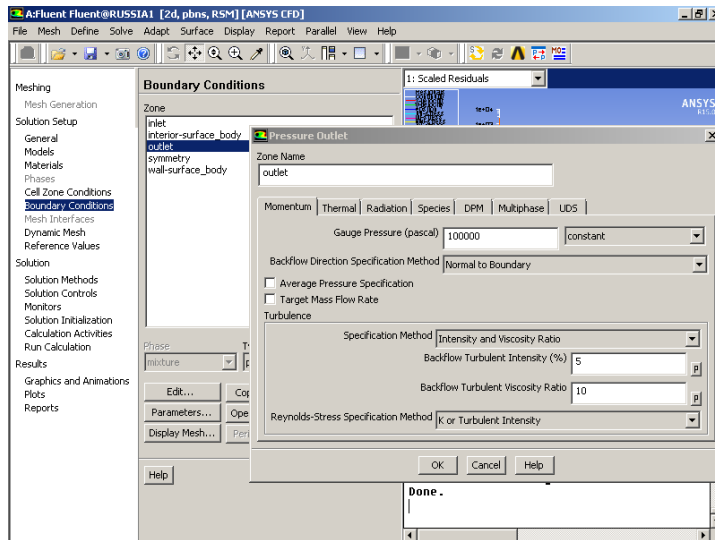 A:Fluent Fluent@RUSSIA1 [2d, pbns, RSM] [ANSYS CFD]
File Mesh Define Solve Adapt Surface Display Report Parallel View Help
Meshing
Mesh Generation
Solution Setup
General
Models
Materials
Phases
Cell Zone Conditions
Boundary Conditions
Mesh Interfaces
Dynamic Mesh
Reference Values
Solution
Solution Methods
Solution Controls
Monitors
Solution Initialization
Calculation Activities
Run Calculation
Results
Graphics and Animations
Plots
Reports
Boundary Conditions
Zone
inlet
interior-surface_body
outlet
symmetry
wall-surface_body
Phase
mixture
Edit...
Parameters...
Display Mesh...
Help
1: Scaled Residuals
1e+04
ANSYS
Pressure Outlet
Zone Name
outlet
Momentum Thermal Radiation Species DPM Multiphase UDS
Gauge Pressure (pascal) 100000 constant
Backflow Direction Specification Method Normal to Boundary
Average Pressure Specification
Target Mass Flow Rate
Turbulence
Specification Method Intensity and Viscosity Ratio
Backflow Turbulent Intensity (%) 5 P
Backflow Turbulent Viscosity Ratio 10 P
Reynolds-Stress Specification Method K or Turbulent Intensity
OK Cancel Help
Done.